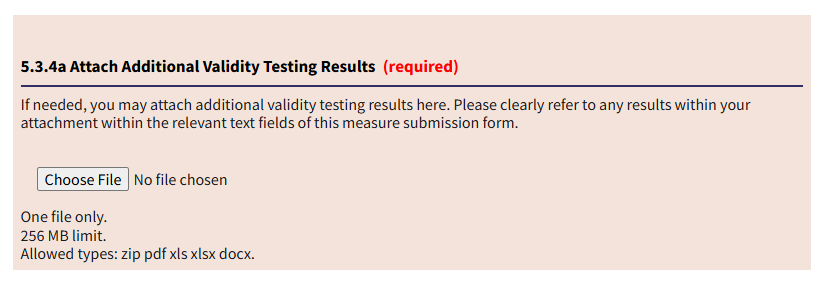 5.3.4a Attach Additional Validity Testing Results (required)
If needed, you may attach additional validity testing results here. Please clearly refer to any results within your
attachment within the relevant text fields of this measure submission form.
Choose File No file chosen
One file only.
256 MB limit.
Allowed types: zip pdf xls xlsx docx.